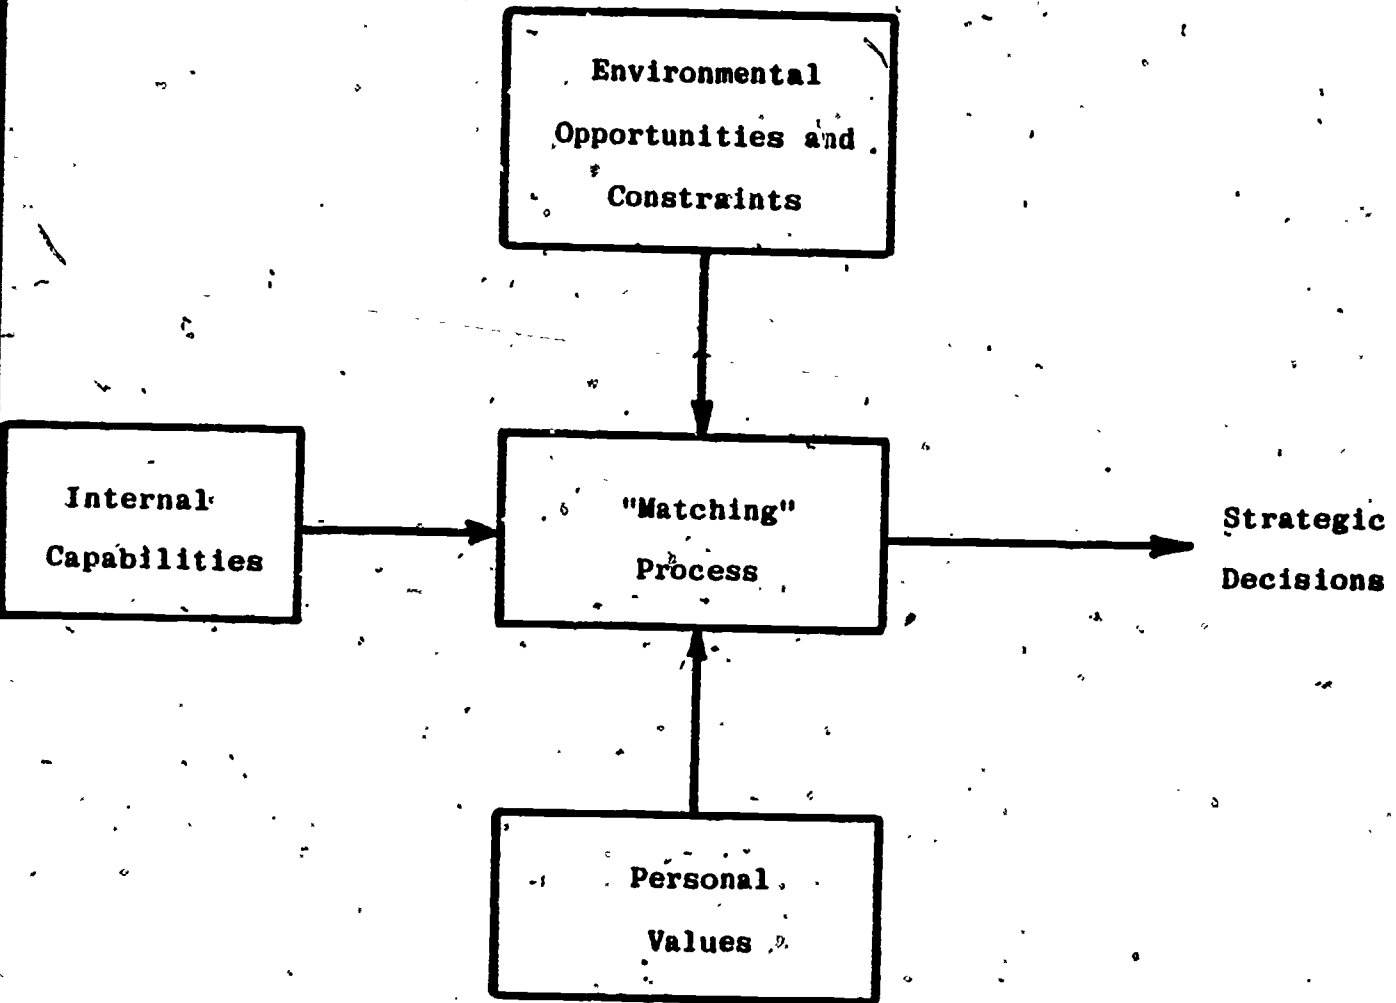 Environmental
Opportunities and
Constraints
Internal
Capabilities
"Matching"
Process
Strategic
Decisions
Personal
Values